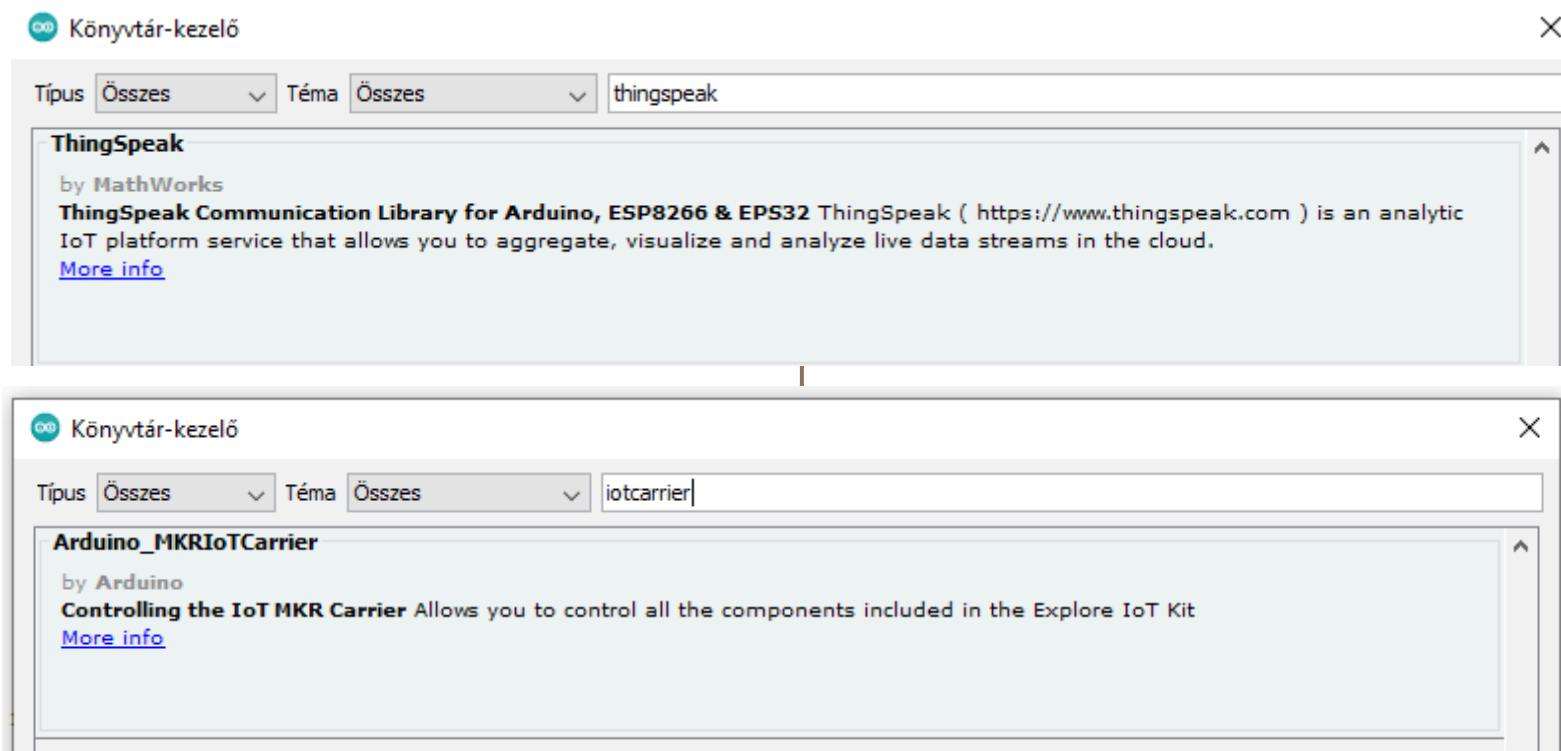 Könyvtár-kezelő
Típus Összes Téma Összes thingspeak
ThingSpeak
by MathWorks
ThingSpeak Communication Library for Arduino, ESP8266 & EPS32 ThingSpeak ( https://www.thingspeak.com ) is an analytic
IoT platform service that allows you to aggregate, visualize and analyze live data streams in the cloud.
More info
Könyvtár-kezelő
Típus Összes Téma Összes iotcarrier
Arduino_MKRIoTCarrier
by Arduino
Controlling the IoT MKR Carrier Allows you to control all the components included in the Explore IoT Kit
More info